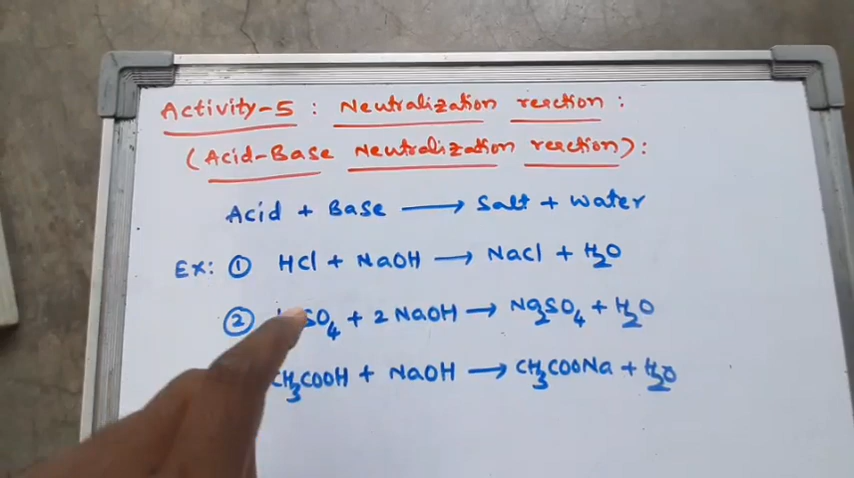 Activity-5 : Neutralization reaction :
(Acid-Base Neutralization reaction) :
Acid + Base ⟶ Salt + water
Ex: ① HCl + NaOH ⟶ NaCl + H₂O
② SO₄ + 2 NaOH ⟶ Na₂SO₄ + H₂O
CH₃COOH + NaOH ⟶ CH₃COONa + H₂O